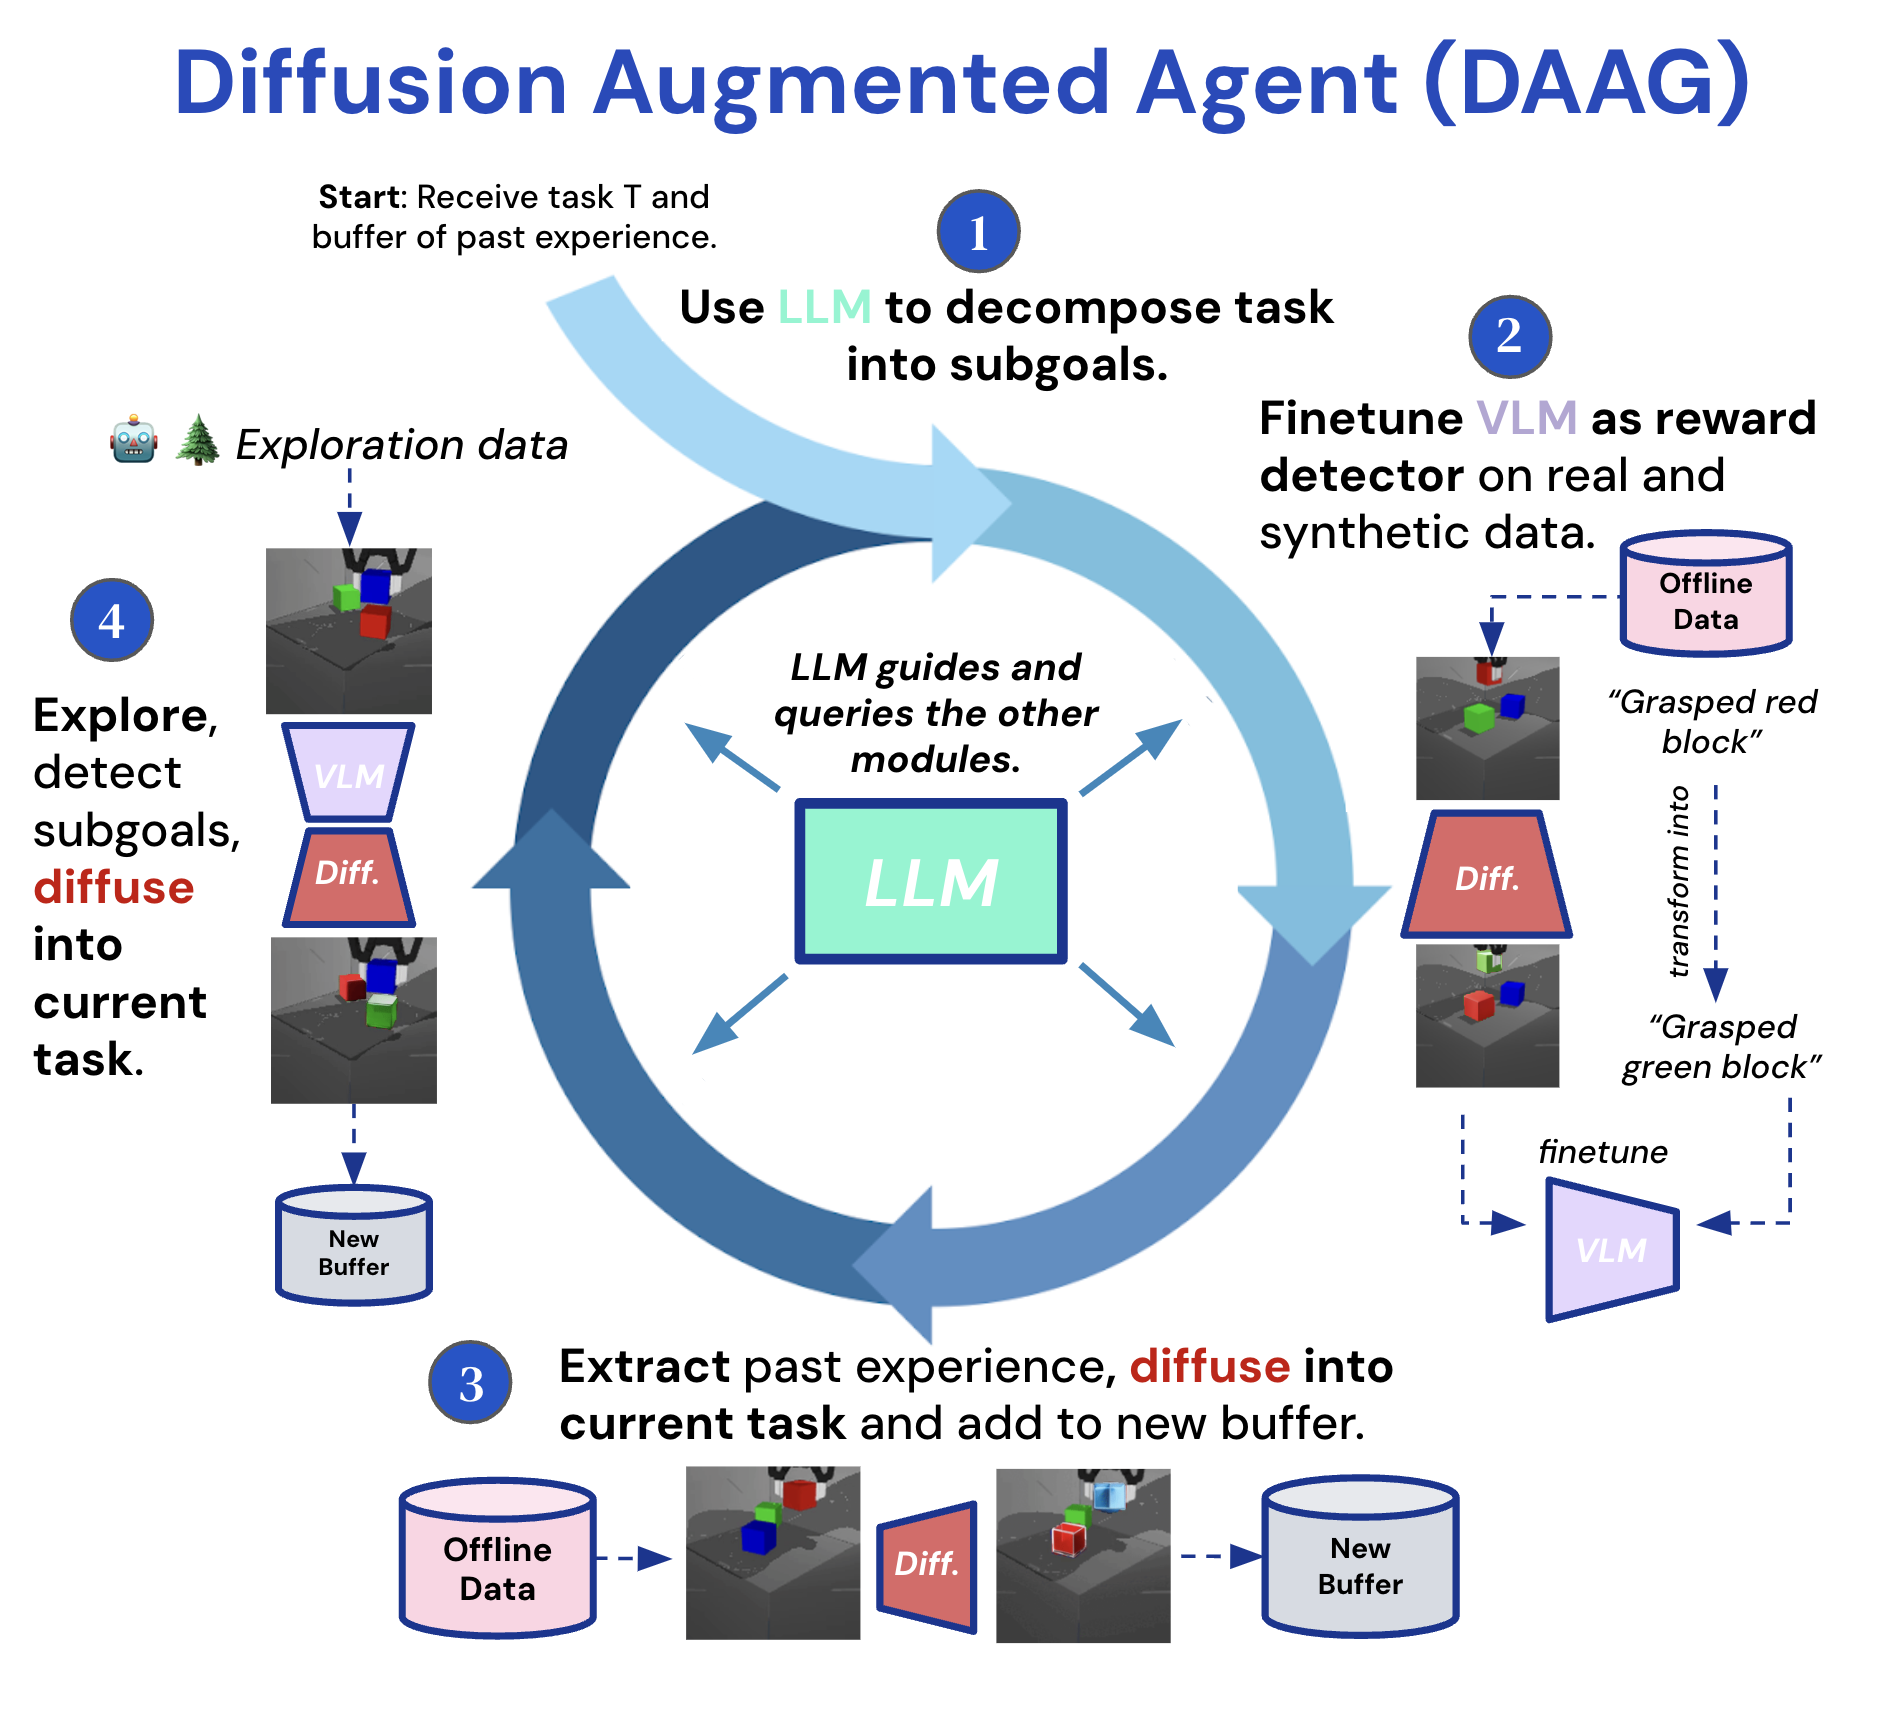 Diffusion Augmented Agent (DAAG)
Start: Receive task T and
buffer of past experience.
1
Use LLM to decompose task
into subgoals.
2
Finetune VLM as reward
detector on real and
synthetic data.
Offline
Data
“Grasped red
block”
transform into
Diff.
“Grasped
green block”
finetune
VLM
LLM guides and
queries the other
modules.
LLM
Exploration data
4
Explore,
detect
subgoals,
diffuse
into
current
task.
VLM
Diff.
New
Buffer
3
Extract past experience, diffuse into
current task and add to new buffer.
Offline
Data
Diff.
New
Buffer